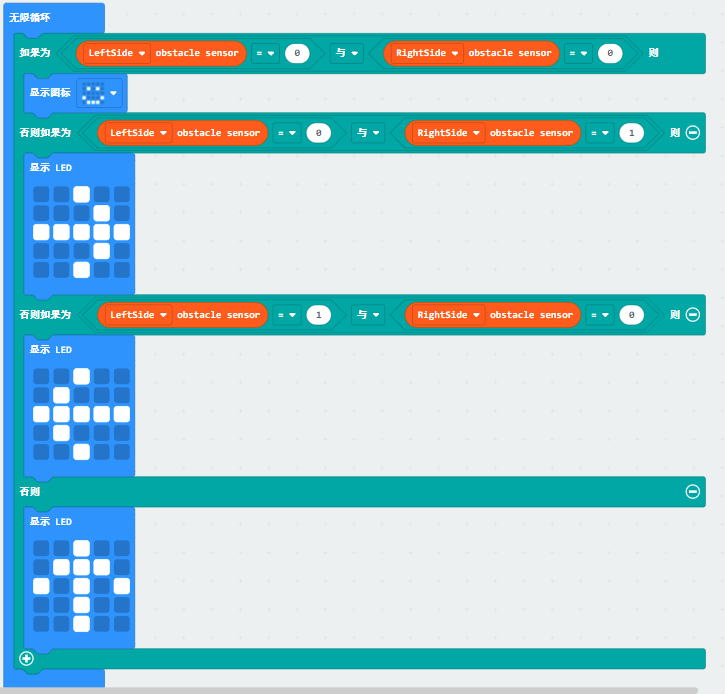 无限循环
如果为 LeftSide obstacle sensor = 0 与 RightSide obstacle sensor = 0 则
显示图标
否则如果为 LeftSide obstacle sensor = 0 与 RightSide obstacle sensor = 1 则
显示 LED
否则如果为 LeftSide obstacle sensor = 1 与 RightSide obstacle sensor = 0 则
显示 LED
否则
显示 LED